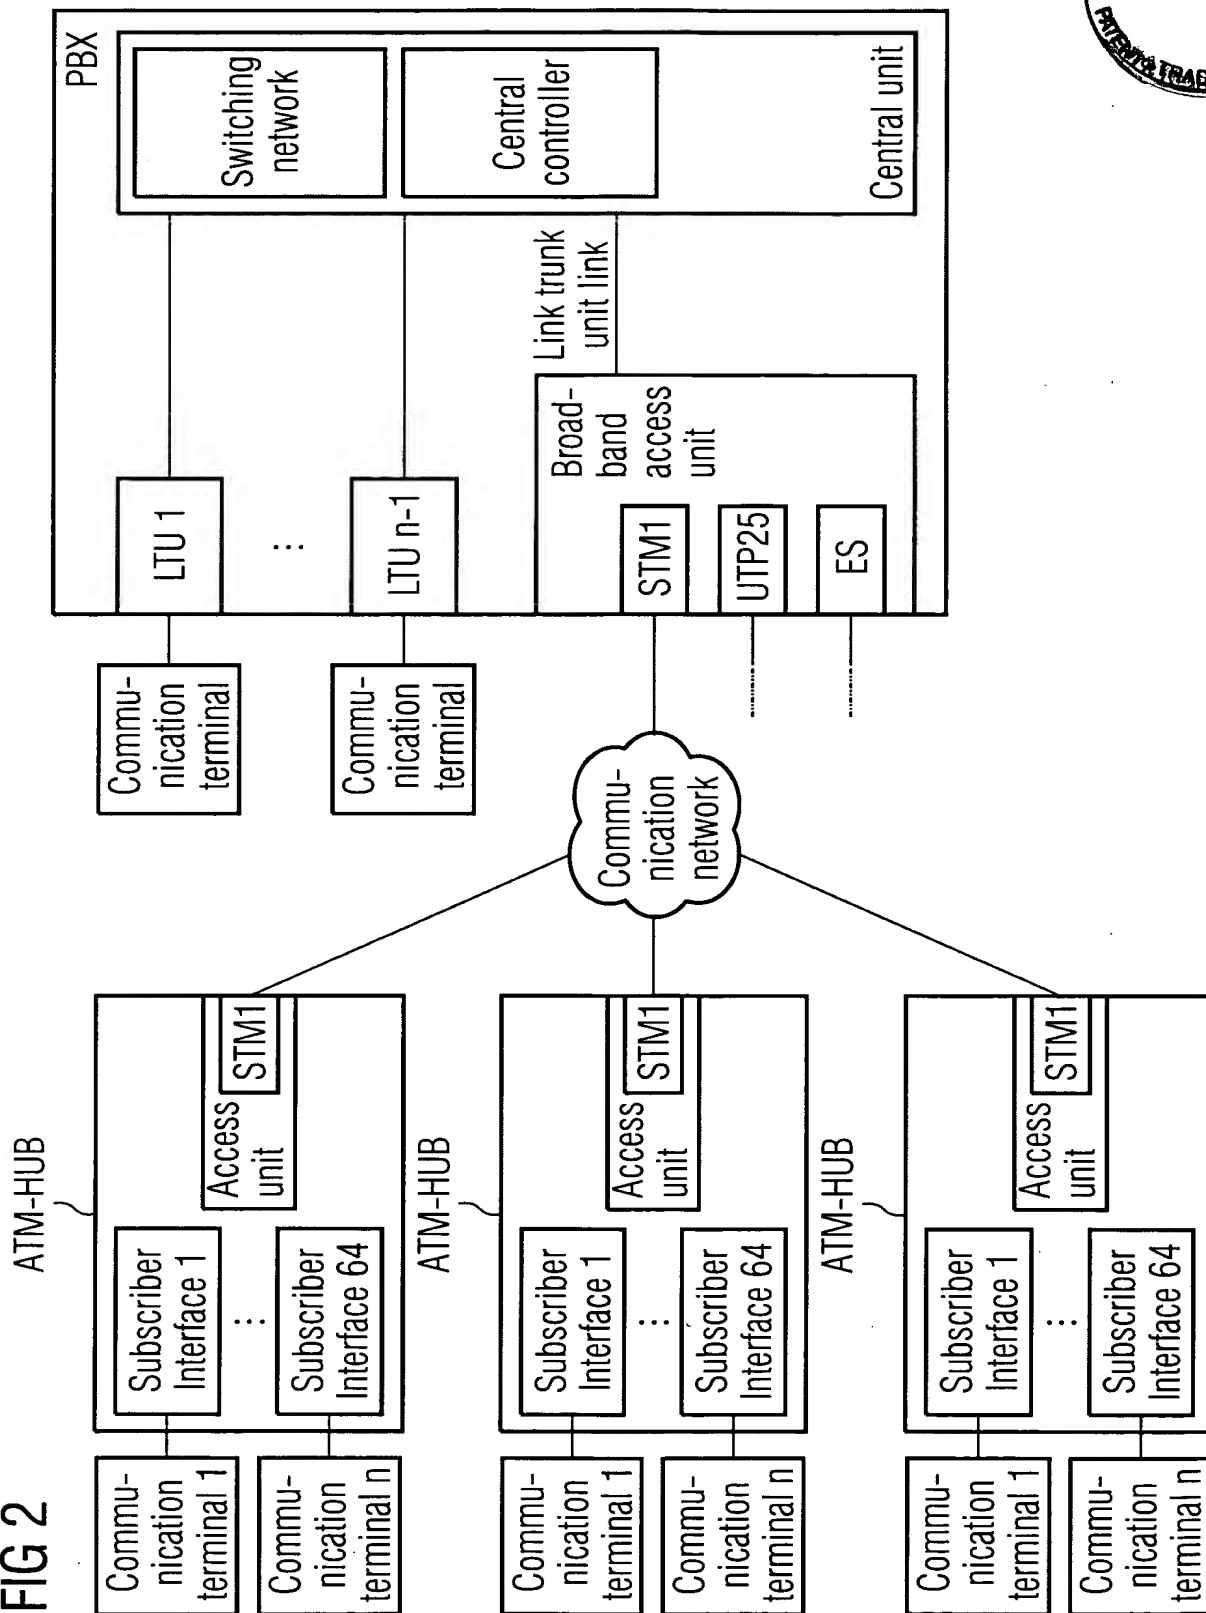 FIG 2
PBX
Switching
network
Central
controller
Central unit
LTU 1
⋮
LTU n-1
Link trunk
unit link
Broad-
band
access
unit
STM1
UTP25
ES
Commu-
nication
terminal
Commu-
nication
terminal
Commu-
nication
network
ATM-HUB
STM1
Access
unit
Subscriber
Interface 1
⋮
Subscriber
Interface 64
Commu-
nication
terminal 1
Commu-
nication
terminal n
ATM-HUB
STM1
Access
unit
Subscriber
Interface 1
⋮
Subscriber
Interface 64
Commu-
nication
terminal 1
Commu-
nication
terminal n
ATM-HUB
STM1
Access
unit
Subscriber
Interface 1
⋮
Subscriber
Interface 64
Commu-
nication
terminal 1
Commu-
nication
terminal n
PATENT &